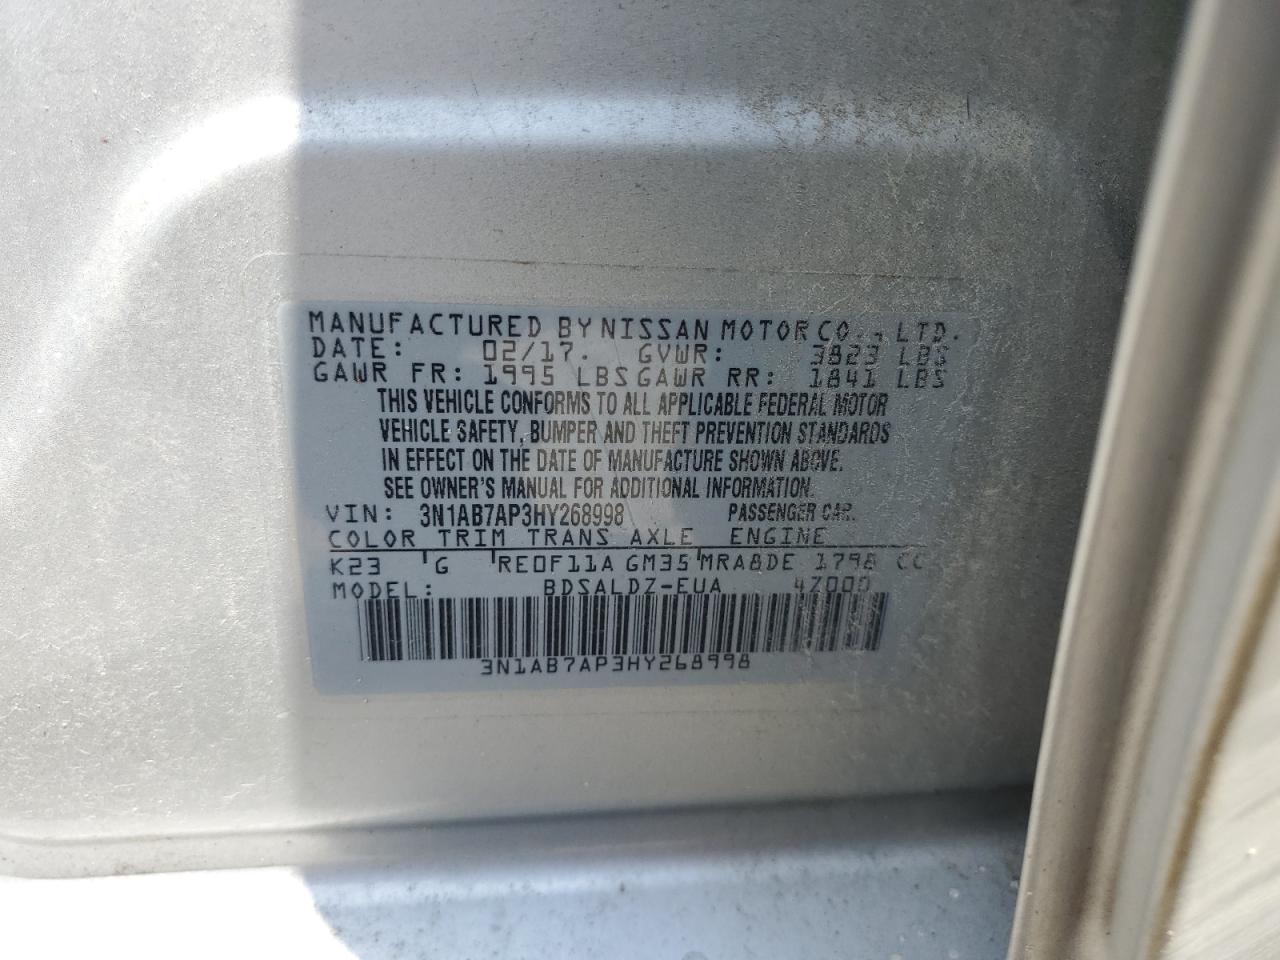 MANUFACTURED BY NISSAN MOTOR CO., LTD.
DATE: 02/17. GVWR: 3823 LBS
GAWR FR: 1995 LBS GAWR RR: 1841 LBS
THIS VEHICLE CONFORMS TO ALL APPLICABLE FEDERAL MOTOR
VEHICLE SAFETY, BUMPER AND THEFT PREVENTION STANDARDS
IN EFFECT ON THE DATE OF MANUFACTURE SHOWN ABOVE.
SEE OWNER'S MANUAL FOR ADDITIONAL INFORMATION.
VIN: 3N1AB7AP3HY268998 PASSENGER CAR.
COLOR TRIM TRANS AXLE ENGINE
K23 G RE0F11A GM35 MRA8DE 1798 CC
MODEL: BDSALDZ-EUA 4Z000
3N1AB7AP3HY268998